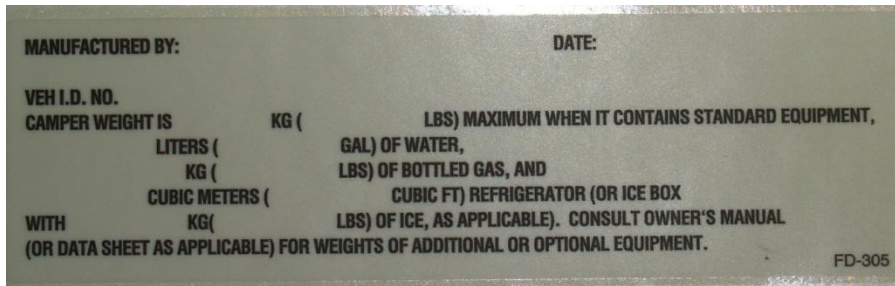 MANUFACTURED BY: DATE:
VEH I.D. NO.
CAMPER WEIGHT IS KG ( LBS) MAXIMUM WHEN IT CONTAINS STANDARD EQUIPMENT,
LITERS ( GAL) OF WATER,
KG ( LBS) OF BOTTLED GAS, AND
CUBIC METERS ( CUBIC FT) REFRIGERATOR (OR ICE BOX
WITH KG( LBS) OF ICE, AS APPLICABLE). CONSULT OWNER'S MANUAL
(OR DATA SHEET AS APPLICABLE) FOR WEIGHTS OF ADDITIONAL OR OPTIONAL EQUIPMENT.
FD-305